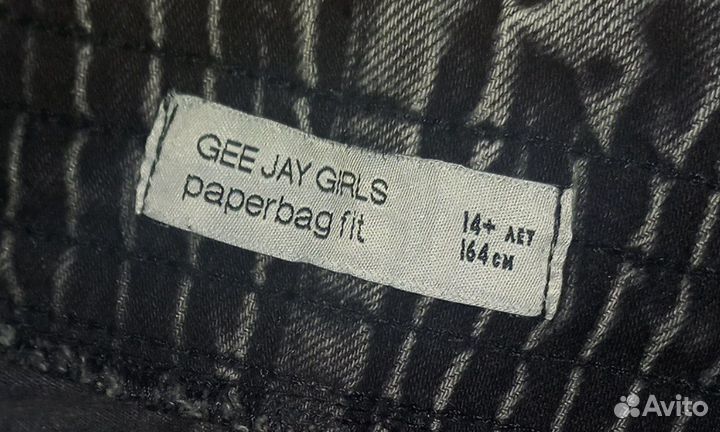 GEE JAY GIRLS
paperbag fit
14+ ЛЕТ
164 СМ
Avito